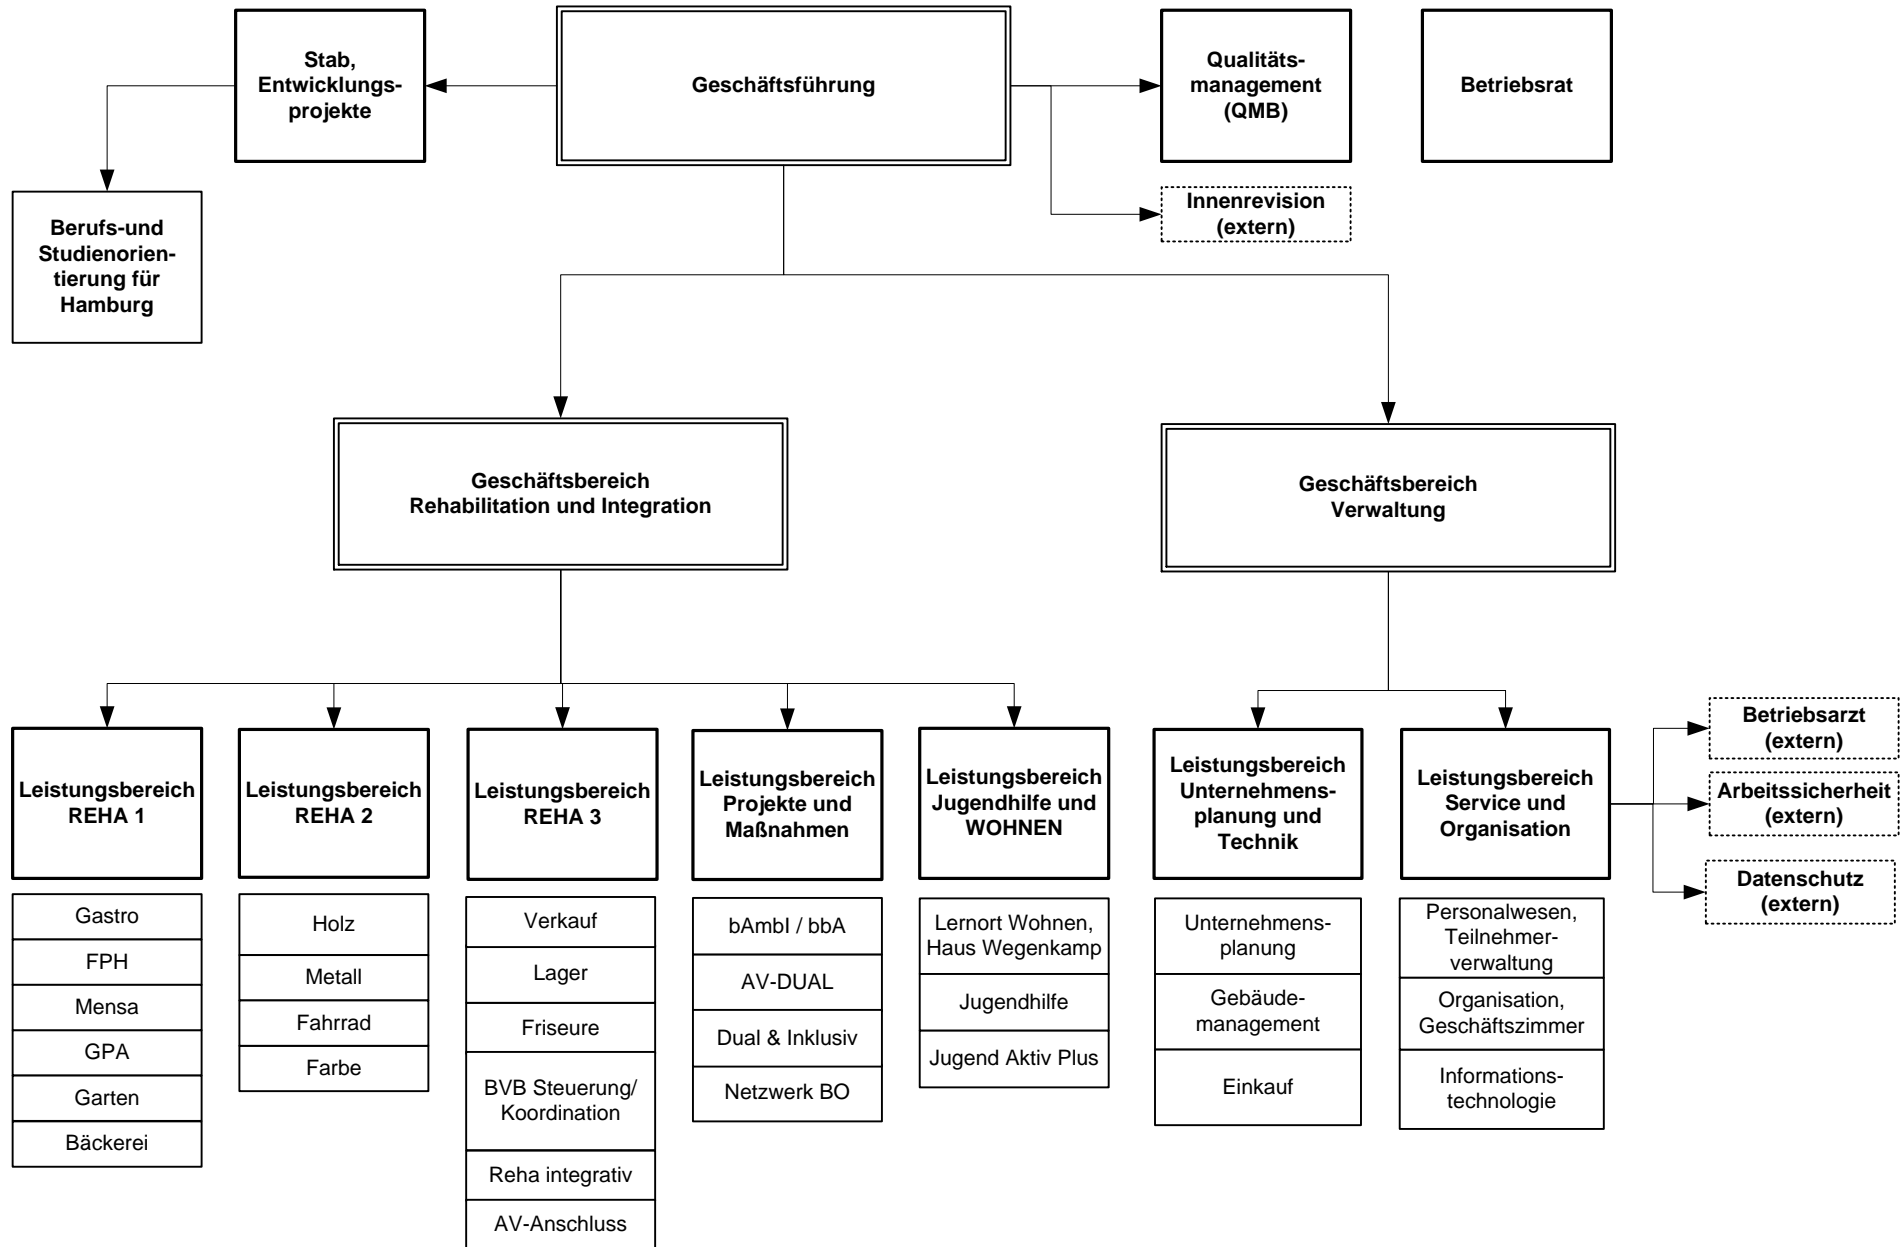 Stab,
Entwicklungs-
projekte
Geschäftsführung
Qualitäts-
management
(QMB)
Betriebsrat
Innenrevision
(extern)
Berufs-und
Studienorien-
tierung für
Hamburg
Geschäftsbereich
Rehabilitation und Integration
Geschäftsbereich
Verwaltung
Leistungsbereich
REHA 1
Leistungsbereich
REHA 2
Leistungsbereich
REHA 3
Leistungsbereich
Projekte und
Maßnahmen
Leistungsbereich
Jugendhilfe und
WOHNEN
Leistungsbereich
Unternehmens-
planung und
Technik
Leistungsbereich
Service und
Organisation
Betriebsarzt
(extern)
Arbeitssicherheit
(extern)
Datenschutz
(extern)
Gastro
FPH
Mensa
GPA
Garten
Bäckerei
Holz
Metall
Fahrrad
Farbe
Verkauf
Lager
Friseure
BVB Steuerung/
Koordination
Reha integrativ
AV-Anschluss
bAmbI / bbA
AV-DUAL
Dual & Inklusiv
Netzwerk BO
Lernort Wohnen,
Haus Wegenkamp
Jugendhilfe
Jugend Aktiv Plus
Unternehmens-
planung
Gebäude-
management
Einkauf
Personalwesen,
Teilnehmer-
verwaltung
Organisation,
Geschäftszimmer
Informations-
technologie